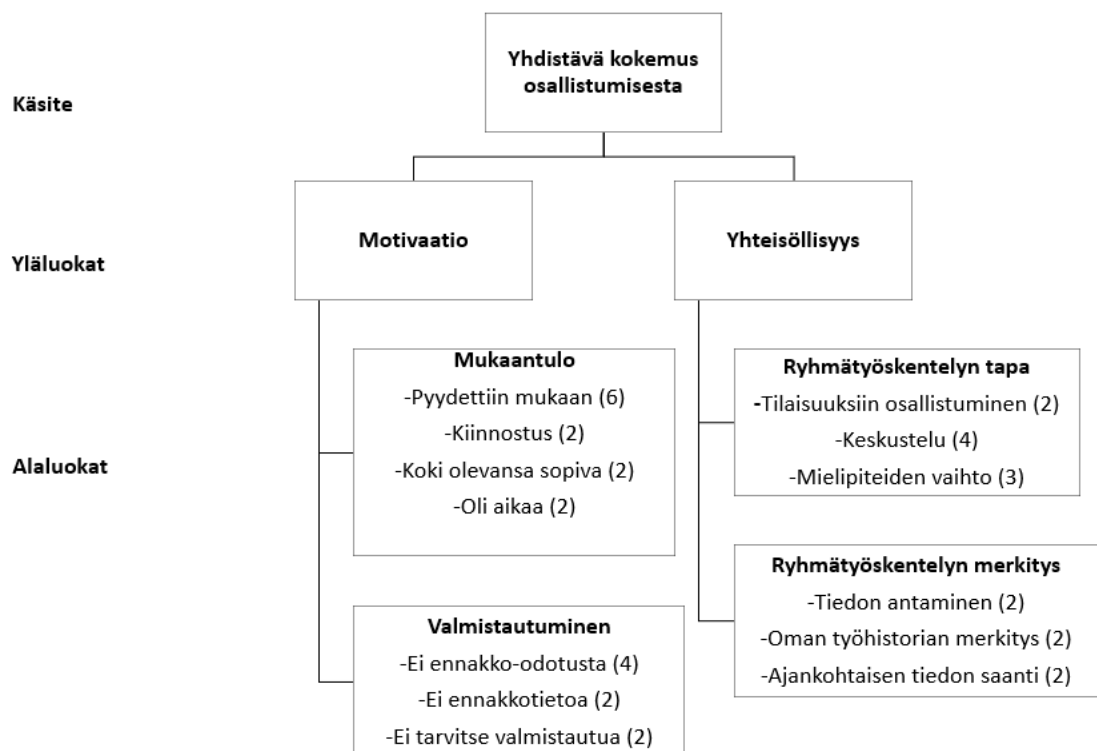 Käsite
Yhdistävä kokemus
osallistumisesta
Yläluokat
Motivaatio
Yhteisöllisyys
Alaluokat
Mukaantulo
-Pyydettiin mukaan (6)
-Kiinnostus (2)
-Koki olevansa sopiva (2)
-Oli aikaa (2)
Valmistautuminen
-Ei ennakko-odotusta (4)
-Ei ennakkotietoa (2)
-Ei tarvitse valmistautua (2)
Ryhmätyöskentelyn tapa
-Tilaisuuksiin osallistuminen (2)
-Keskustelu (4)
-Mielipiteiden vaihto (3)
Ryhmätyöskentelyn merkitys
-Tiedon antaminen (2)
-Oman työhistorian merkitys (2)
-Ajankohtaisen tiedon saanti (2)